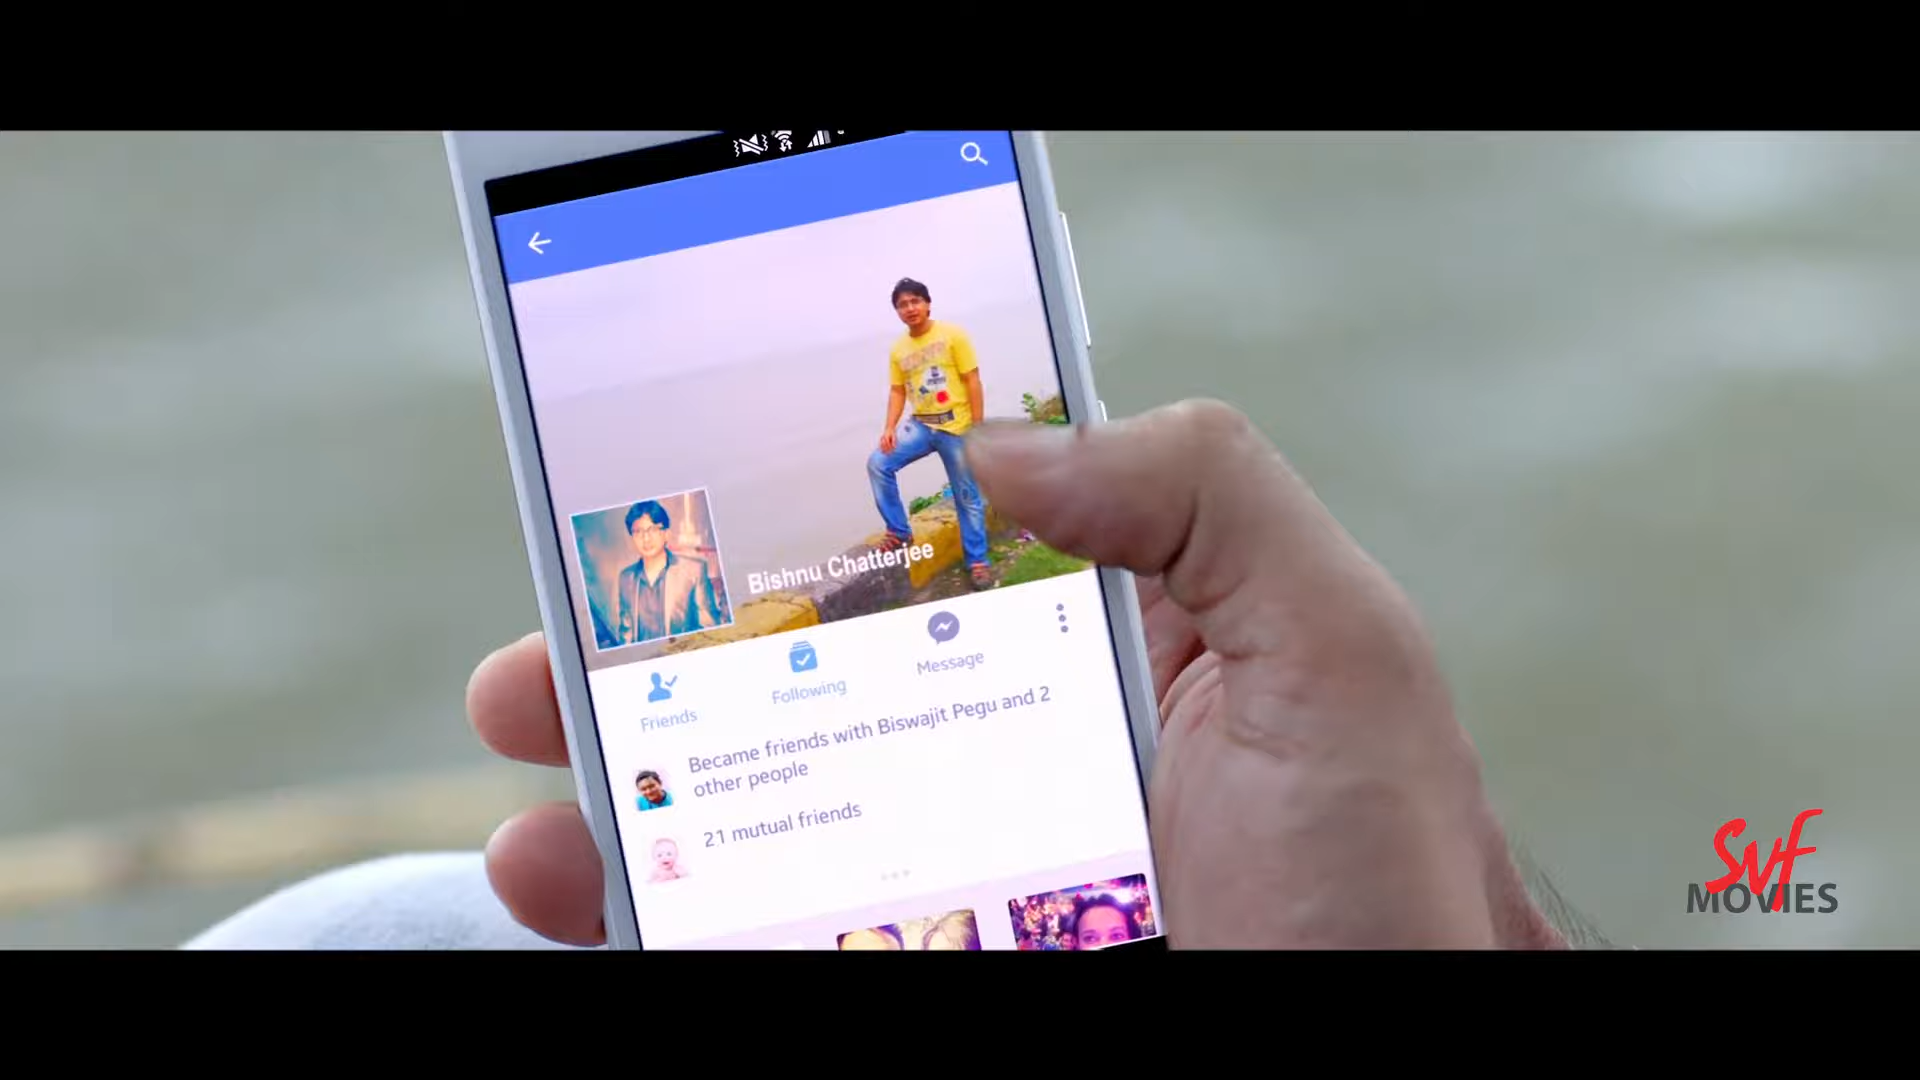 Bishnu Chatterjee
Friends
Following
Message
Became friends with Biswajit Pegu and 2
other people
21 mutual friends
Svf
MOVIES